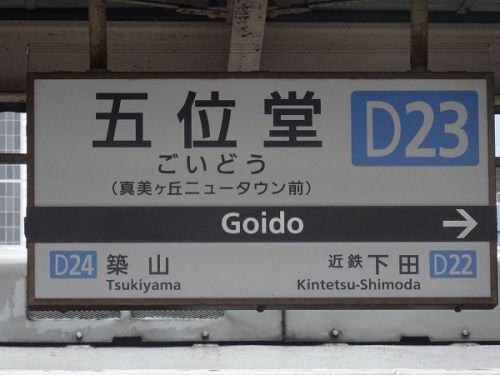 五位堂 D23
ごいどう
(真美ヶ丘ニュータウン前)
Goido →
D24 築山 近鉄下田 D22
Tsukiyama Kintetsu-Shimoda